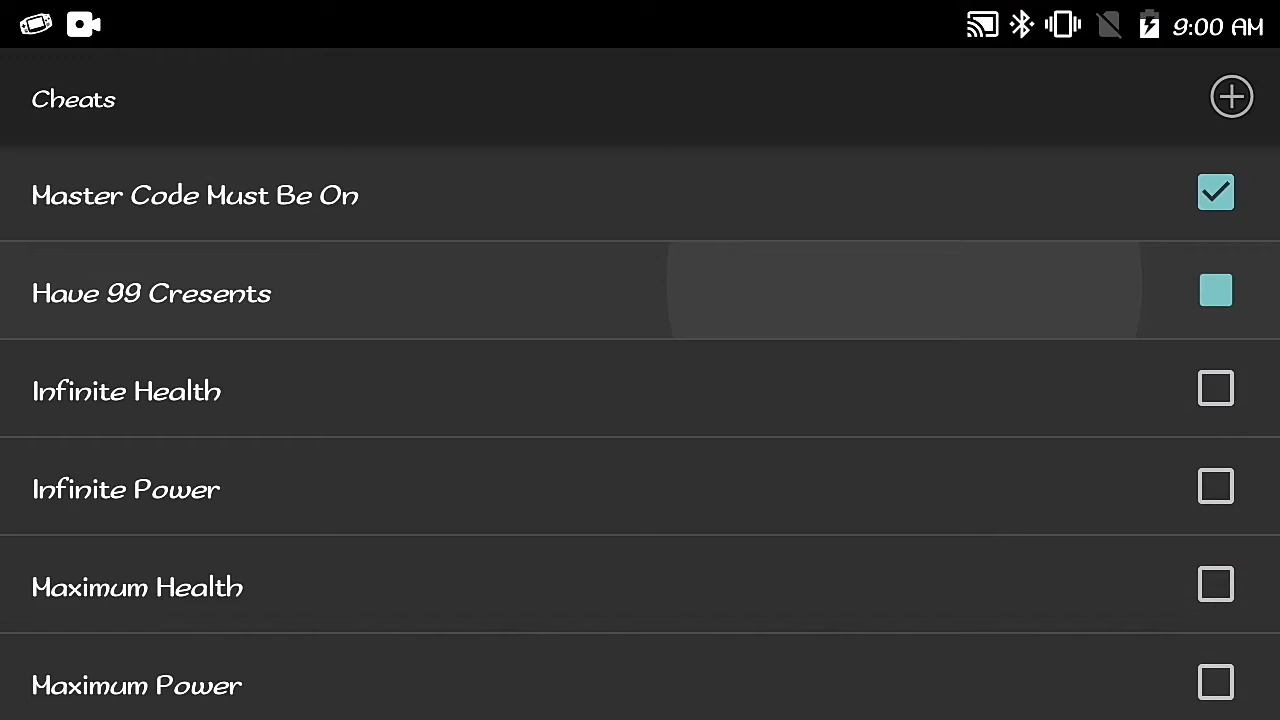 9:00 AM
Cheats
Master Code Must Be On
Have 99 Cresents
Infinite Health
Infinite Power
Maximum Health
Maximum Power